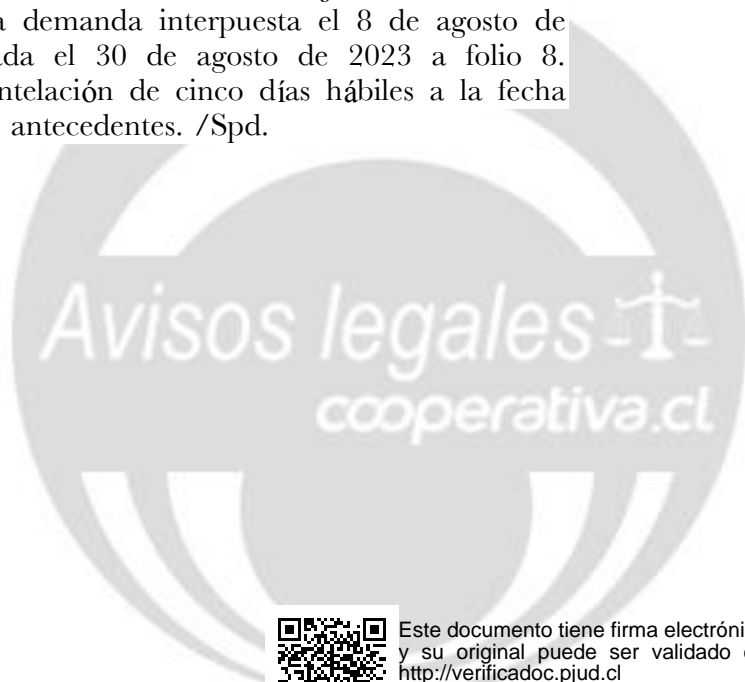 a demanda interpuesta el 8 de agosto de
da el 30 de agosto de 2023 a folio 8.
ntelación de cinco días hábiles a la fecha
antecedentes. /Spd.
Avisos legales
cooperativa.cl
Este documento tiene firma electróni
y su original puede ser validado
http://verificadoc.pjud.cl